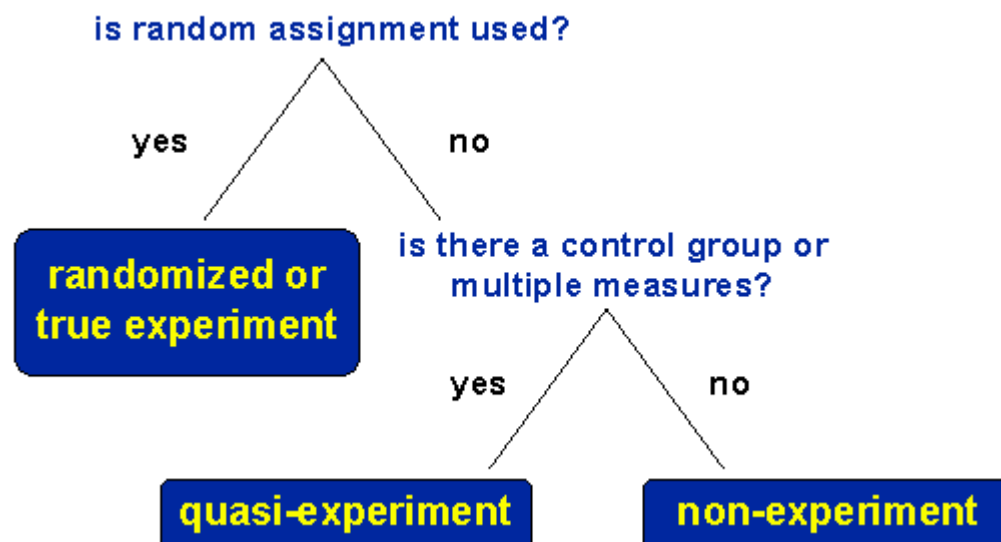 is random assignment used?
yes
no
randomized or
true experiment
is there a control group or
multiple measures?
yes
no
quasi-experiment
non-experiment